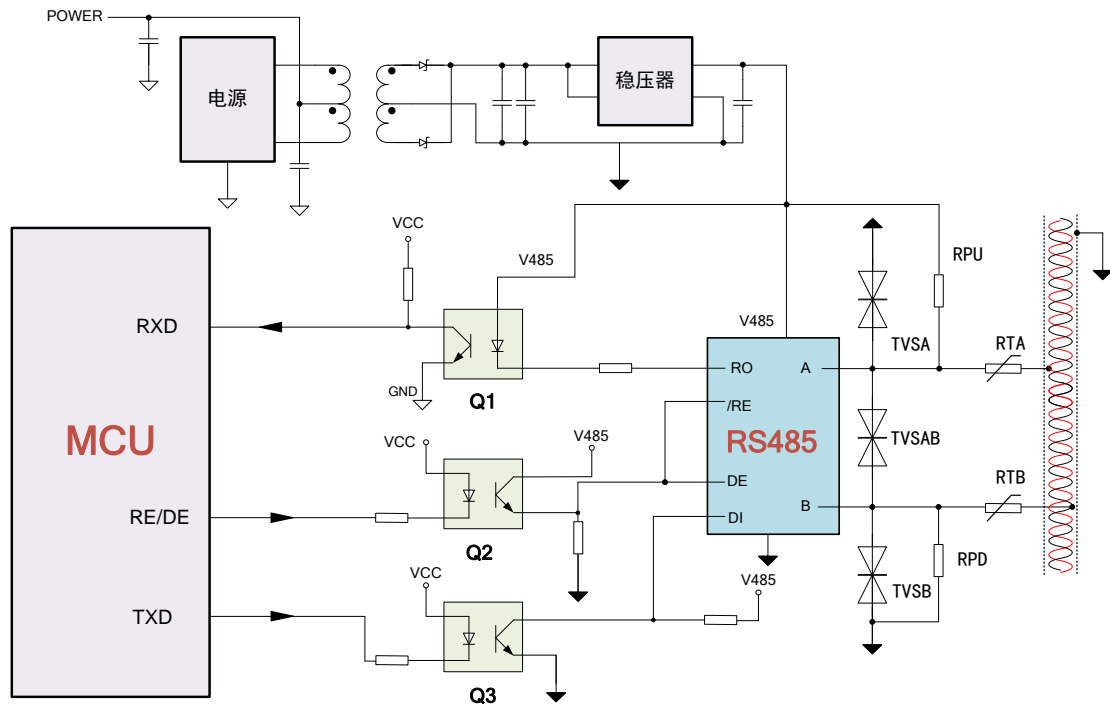 POWER
电源
稳压器
VCC
V485
RPU
RXD
V485
TVSA
RTA
GND
Q1
RO
A
/RE
MCU
VCC
V485
RS485
TVSAB
DE
B
RTB
RE/DE
DI
Q2
RPD
VCC
V485
TVSB
TXD
Q3